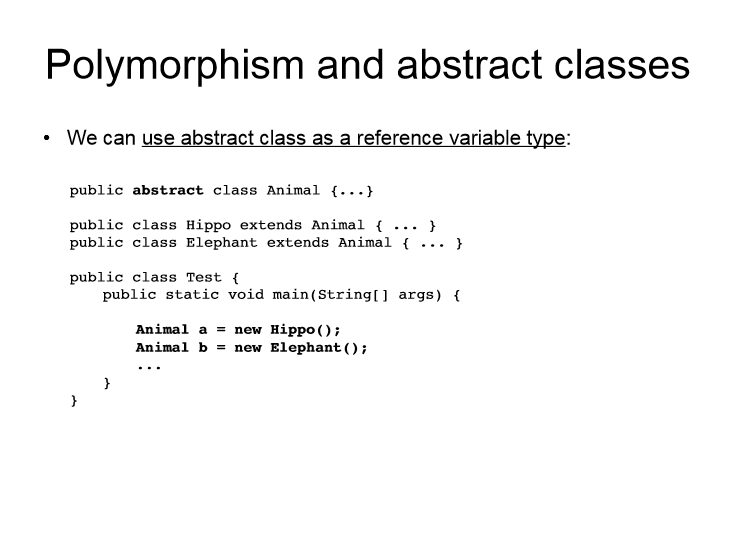 Polymorphism and abstract classes
• We can use abstract class as a reference variable type:
public abstract class Animal {...}
public class Hippo extends Animal { ... }
public class Elephant extends Animal { ... }
public class Test {
public static void main(String[] args) {
Animal a = new Hippo();
Animal b = new Elephant();
...
}
}